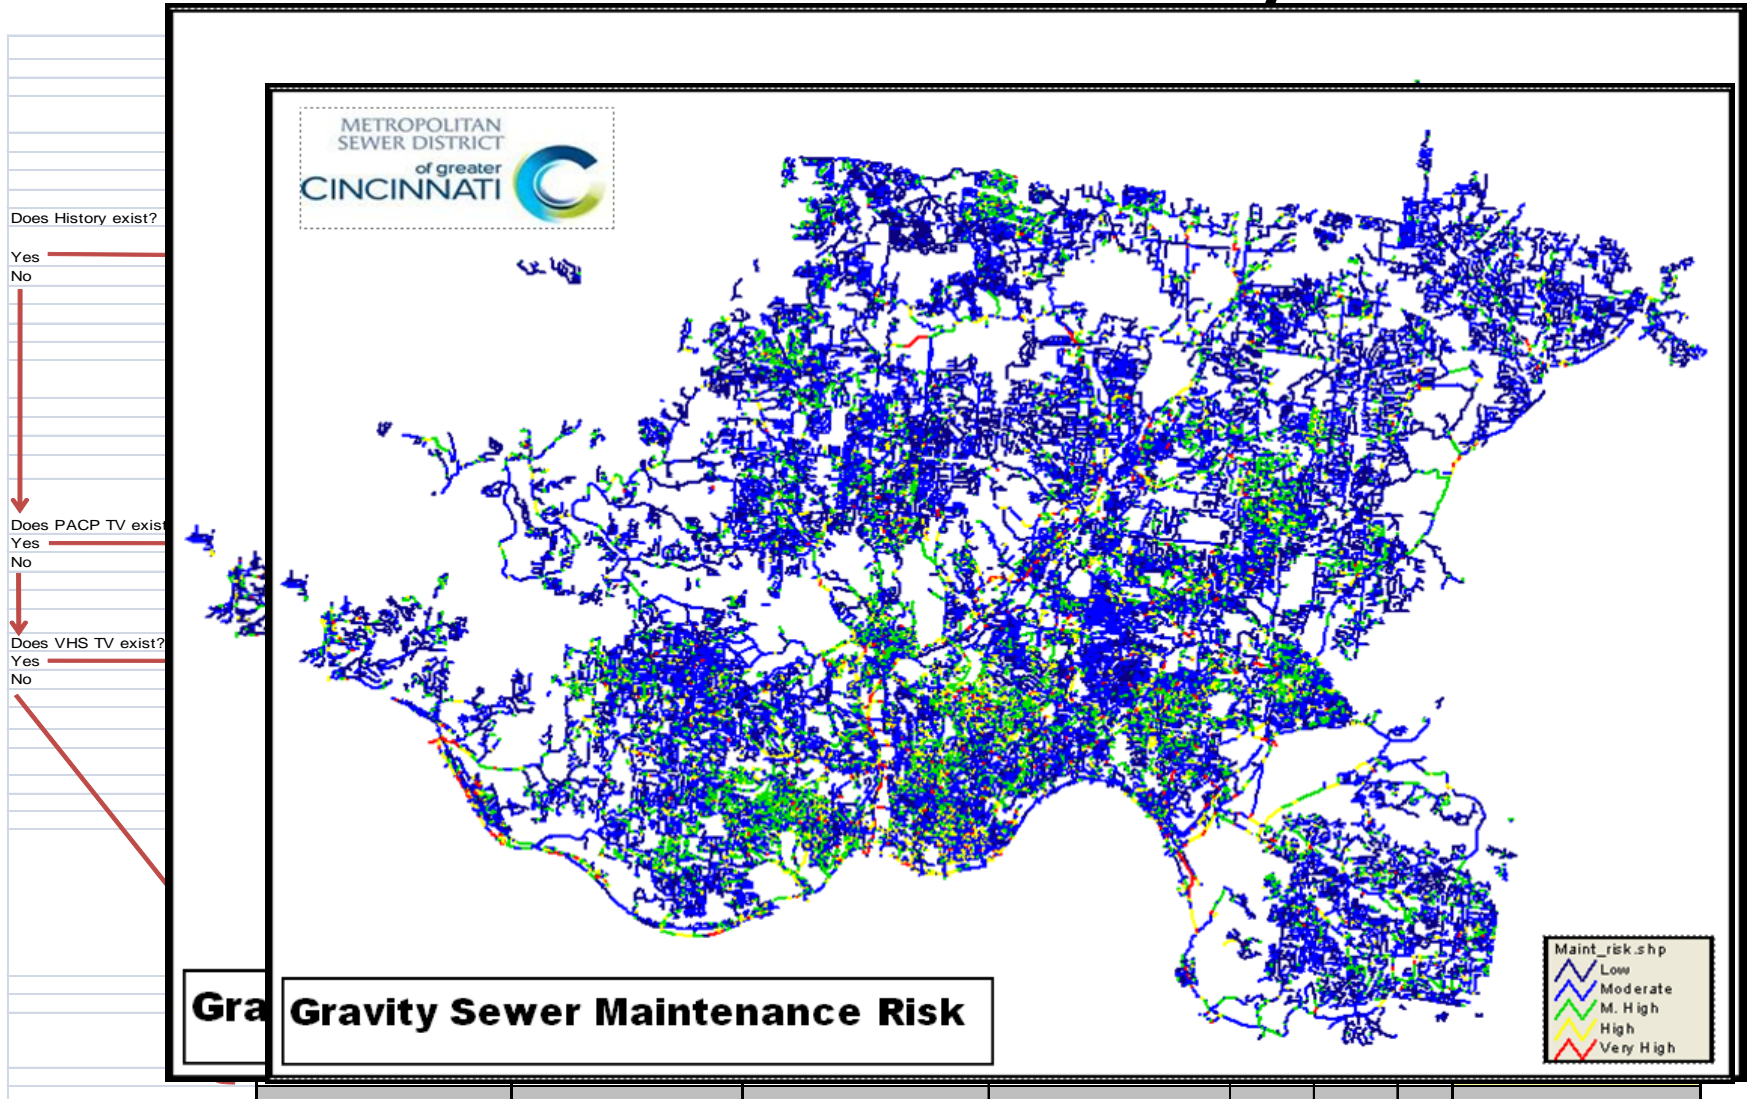 Does History exist?
Yes
No
Does PACP TV exist
Yes
No
Does VHS TV exist?
Yes
No
METROPOLITAN
SEWER DISTRICT
of greater
CINCINNATI
Gra
Gravity Sewer Maintenance Risk
Maint_risk.shp
Low
Moderate
M. High
High
Very High